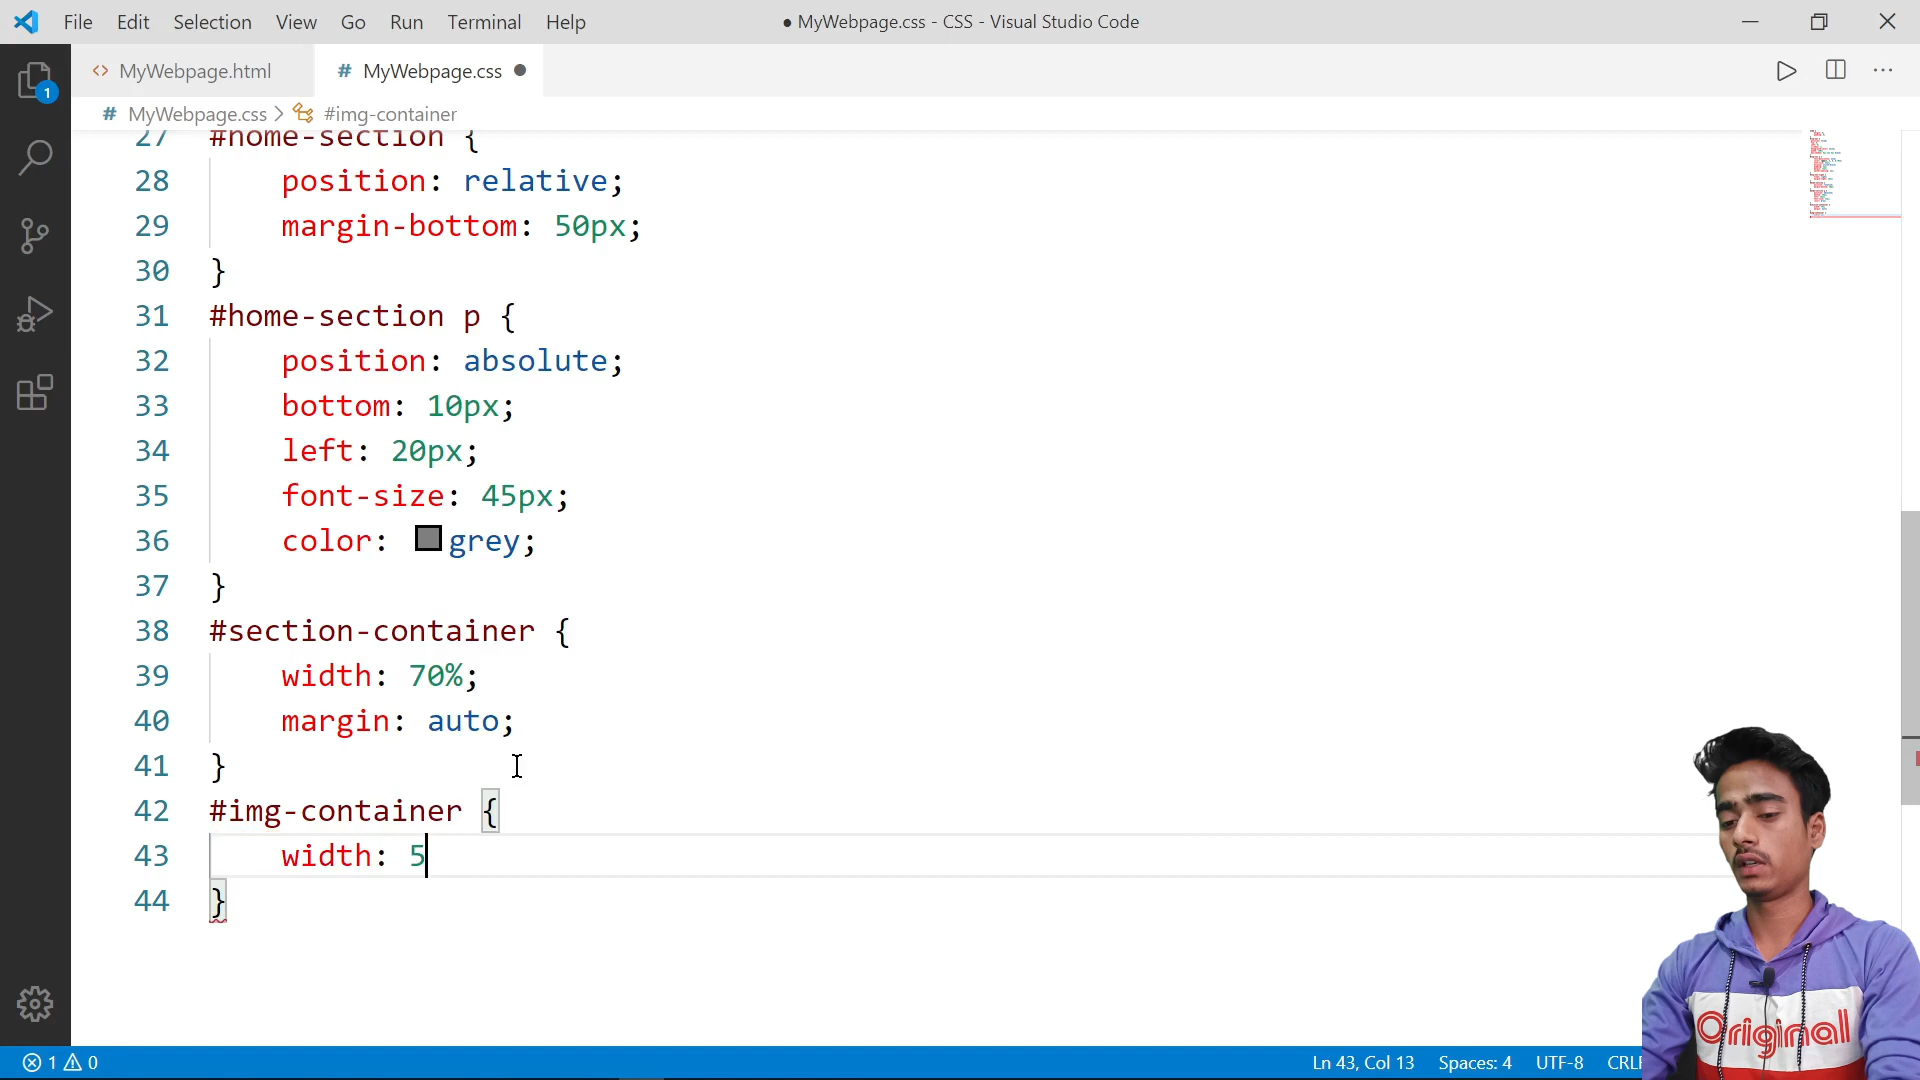 File Edit Selection View Go Run Terminal Help
● MyWebpage.css - CSS - Visual Studio Code
1
<> MyWebpage.html
# MyWebpage.css ●
# MyWebpage.css > #img-container
27 #home-section {
28 position: relative;
29 margin-bottom: 50px;
30 }
31 #home-section p {
32 position: absolute;
33 bottom: 10px;
34 left: 20px;
35 font-size: 45px;
36 color: grey;
37 }
38 #section-container {
39 width: 70%;
40 margin: auto;
41 }
42 #img-container {
43 width: 5
44 }
Original
1 0
Ln 43, Col 13 Spaces: 4 UTF-8 CRLF